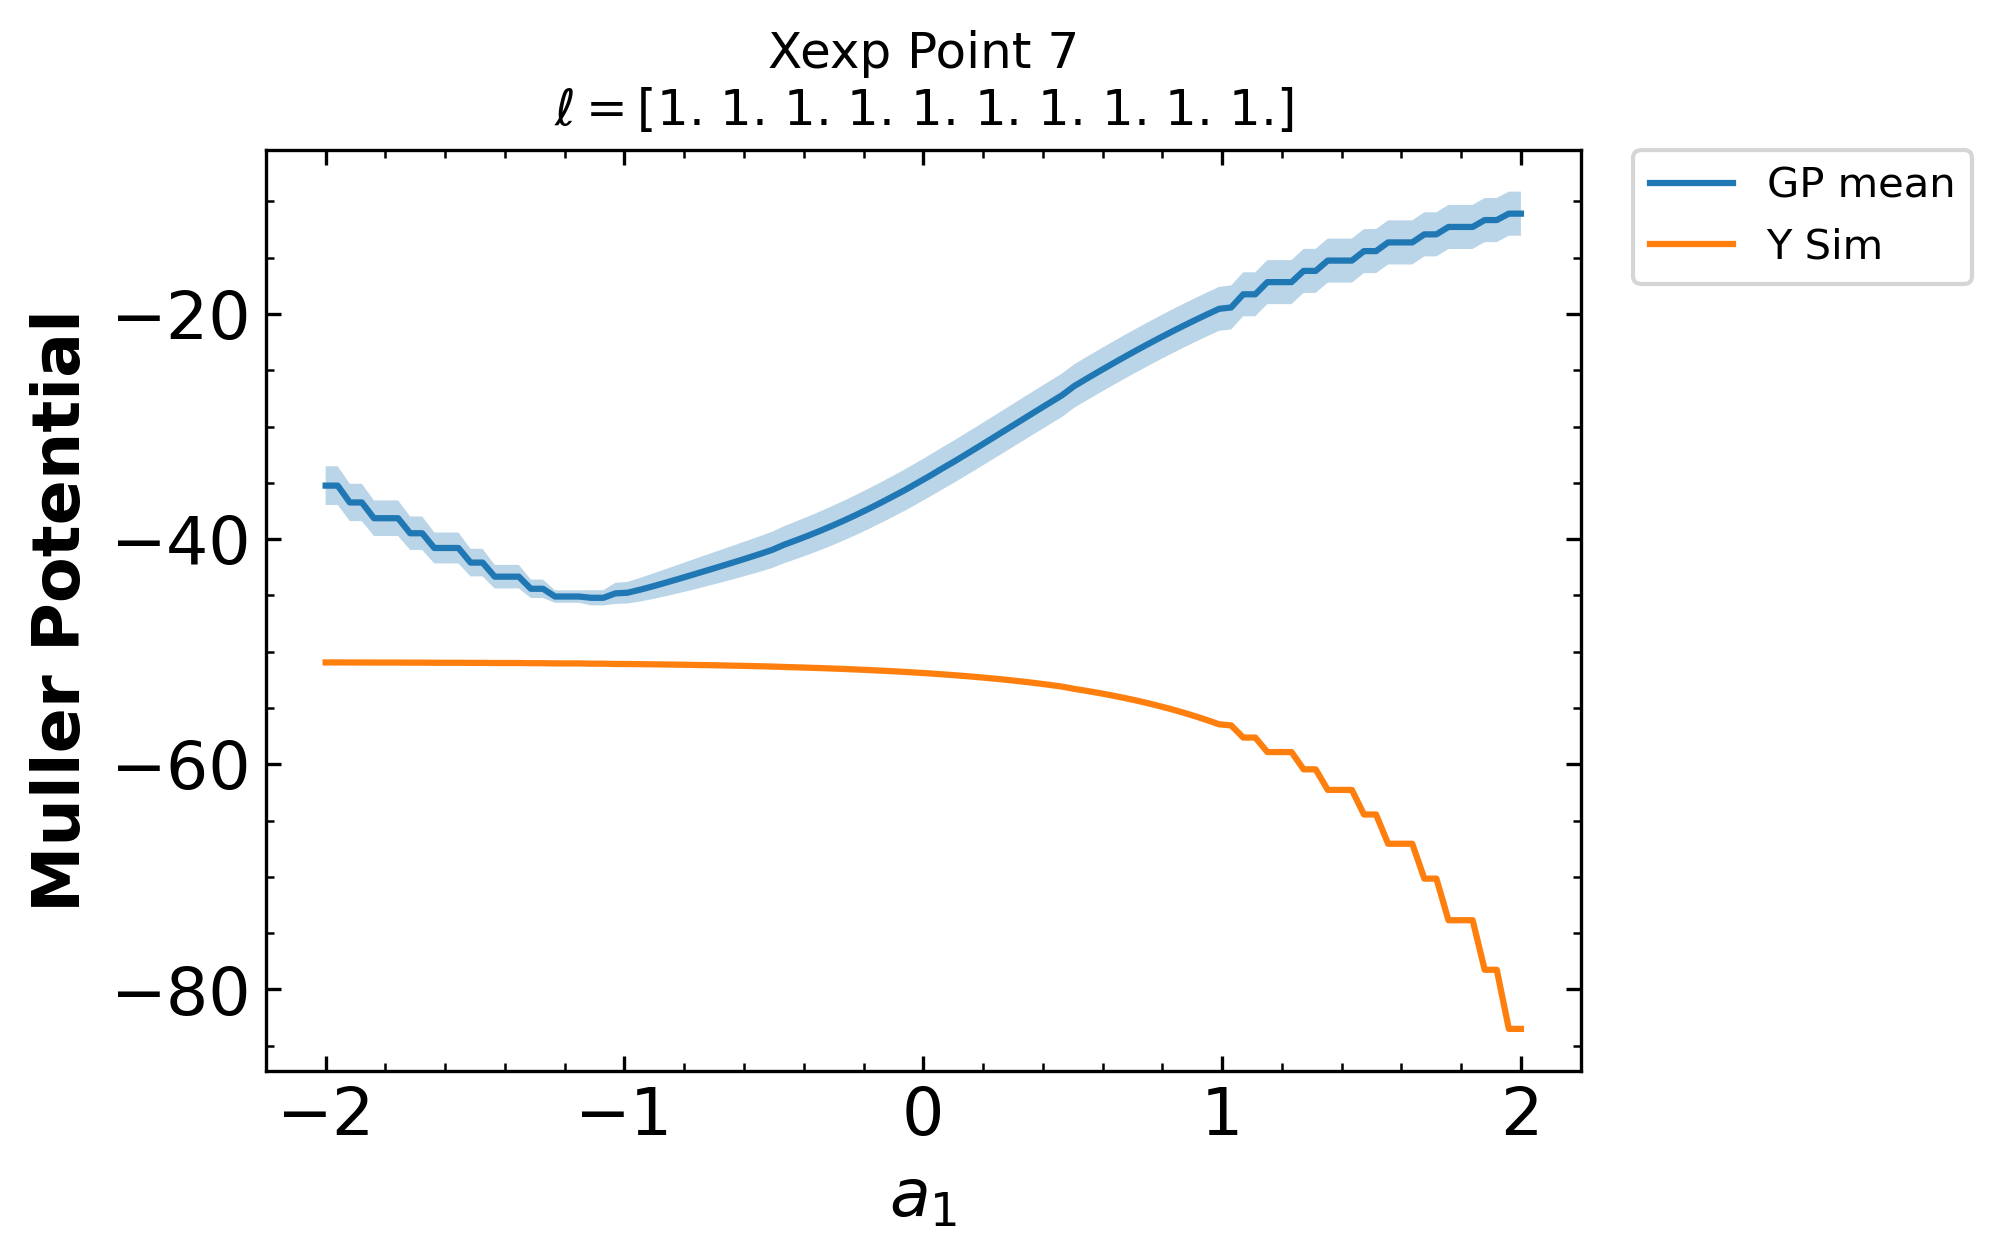 Xexp Point 7
ℓ = [1. 1. 1. 1. 1. 1. 1. 1. 1. 1.]
GP mean
Y Sim
Muller Potential
−20
−40
−60
−80
−2 −1 0 1 2
a₁